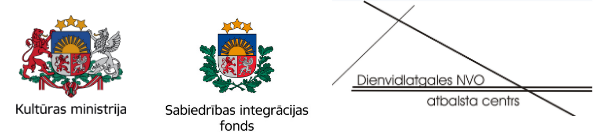 Kultūras ministrija
Sabiedrības integrācijas
fonds
Dienvidlatgales NVO
atbalsta centrs